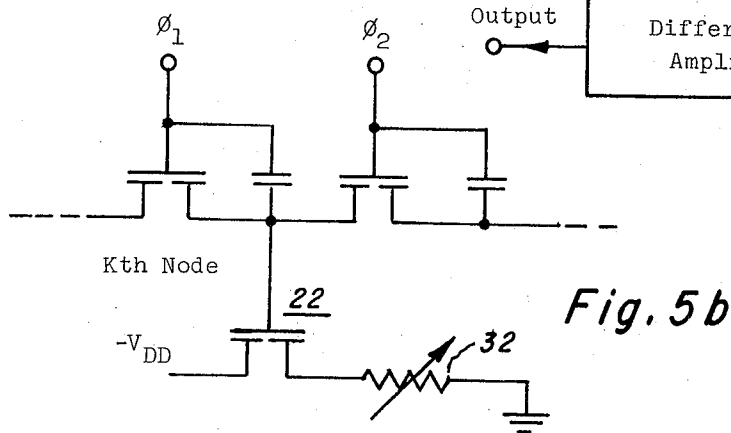 Ø1
Ø2
Output
Differ
Ampl
Kth Node
22
-VDD
32
Fig. 5b